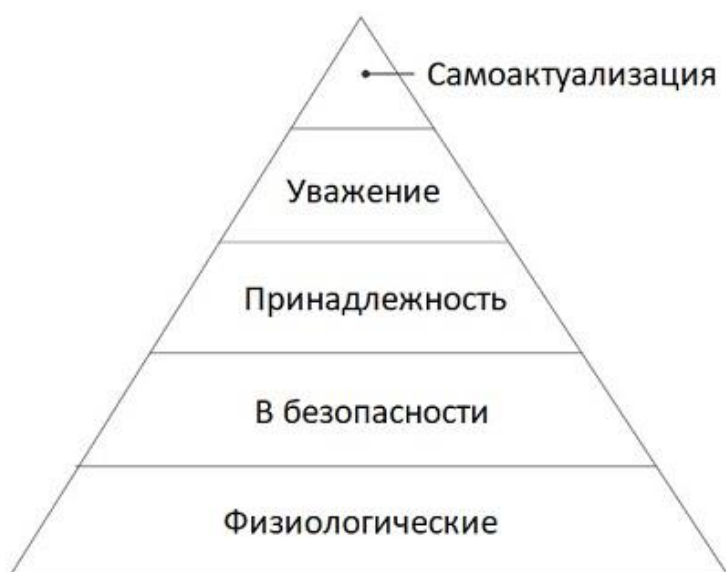 Самоактуализация
Уважение
Принадлежность
В безопасности
Физиологические